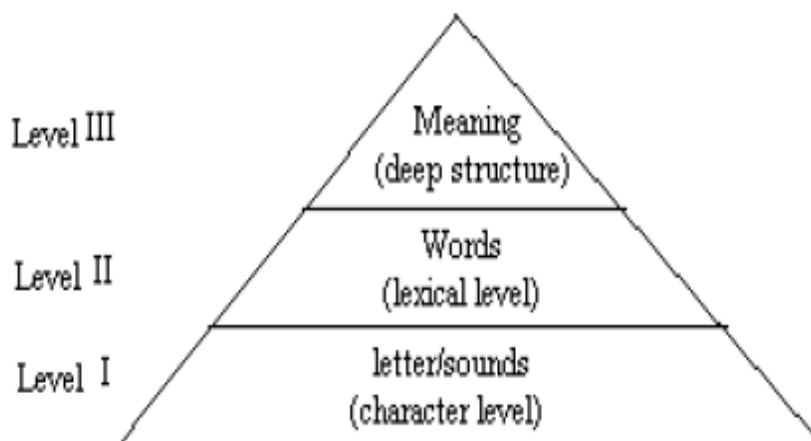 Level III
Meaning
(deep structure)
Level II
Words
(lexical level)
Level I
letter/sounds
(character level)